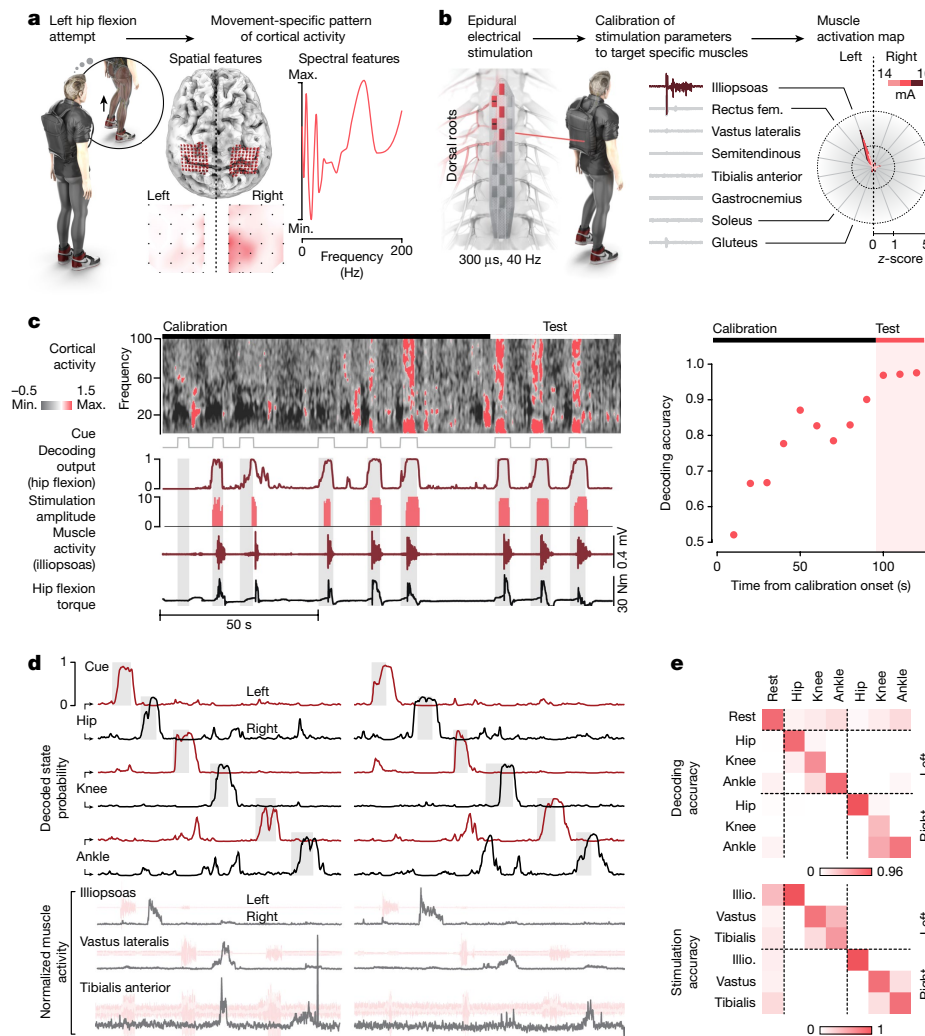 a
Left hip flexion
attempt
Movement-specific pattern
of cortical activity
Spatial features
Spectral features
Max.
Min.
Left
Right
0
200
Frequency
(Hz)
b
Epidural
electrical
stimulation
Calibration of
stimulation parameters
to target specific muscles
Muscle
activation map
Left
Right
14
mA
Dorsal roots
300 µs, 40 Hz
Illiopsoas
Rectus fem.
Vastus lateralis
Semitendinous
Tibialis anterior
Gastrocnemius
Soleus
Gluteus
0 1 5
z-score
c
Calibration
Test
Cortical
activity
–0.5 1.5
Min. Max.
Frequency
100
60
20
Cue
Decoding
output
(hip flexion)
1
0
Stimulation
amplitude
10
0
Muscle
activity
(illiopsoas)
0.4 mV
Hip flexion
torque
30 Nm
50 s
Calibration
Test
Decoding accuracy
1.0
0.9
0.8
0.7
0.6
0.5
0 50 100
Time from calibration onset (s)
d
1
0
Cue
Left
Right
Hip
Knee
Ankle
Decoded state
probability
Illiopsoas
Left
Right
Vastus lateralis
Tibialis anterior
Normalized muscle
activity
e
Rest Hip Knee Ankle Hip Knee Ankle
Rest
Hip
Knee
Ankle
Hip
Knee
Ankle
Left
Right
Decoding
accuracy
0 0.96
Illio.
Vastus
Tibialis
Illio.
Vastus
Tibialis
Left
Right
Stimulation
accuracy
0 1